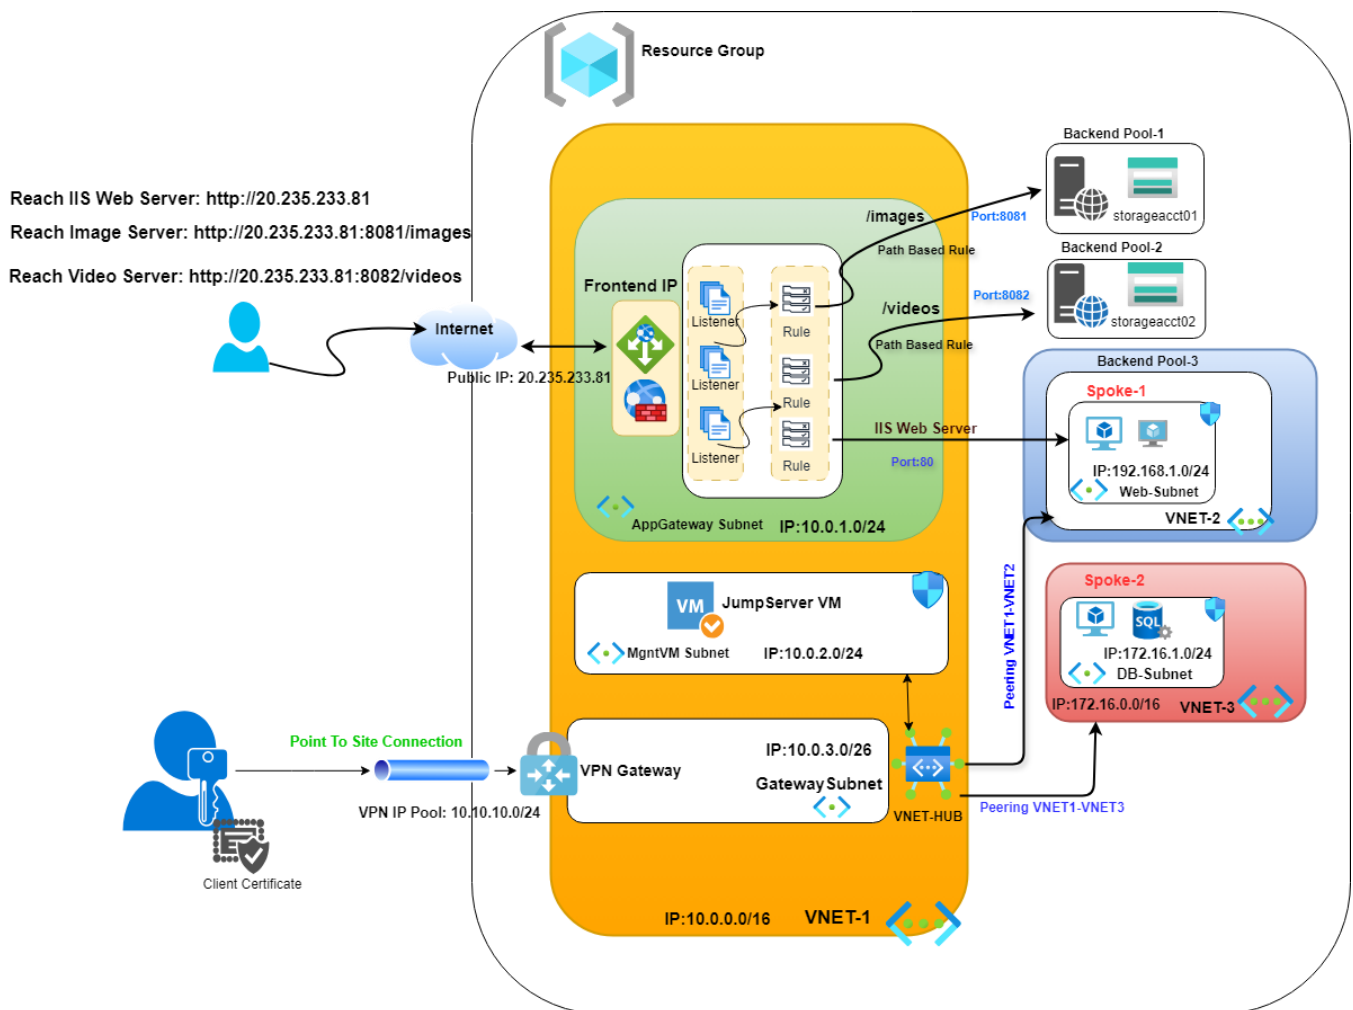 Resource Group
Backend Pool-1
storageacct01
Reach IIS Web Server: http://20.235.233.81
Reach Image Server: http://20.235.233.81:8081/images
Reach Video Server: http://20.235.233.81:8082/videos
/images
Port:8081
Path Based Rule
Backend Pool-2
storageacct02
Port:8082
/videos
Path Based Rule
Frontend IP
Listener
Rule
Listener
Rule
Listener
Rule
Internet
Public IP: 20.235.233.81
IIS Web Server
Port:80
Backend Pool-3
Spoke-1
IP:192.168.1.0/24
Web-Subnet
VNET-2
AppGateway Subnet
IP:10.0.1.0/24
VM
JumpServer VM
MgntVM Subnet
IP:10.0.2.0/24
Peering VNET1-VNET2
Spoke-2
SQL
IP:172.16.1.0/24
DB-Subnet
IP:172.16.0.0/16
VNET-3
Point To Site Connection
VPN IP Pool: 10.10.10.0/24
VPN Gateway
IP:10.0.3.0/26
Gateway Subnet
VNET-HUB
Peering VNET1-VNET3
Client Certificate
IP:10.0.0.0/16
VNET-1